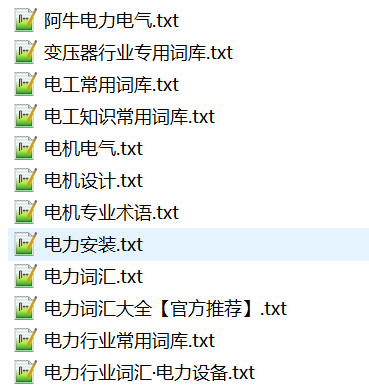 阿牛电力电气.txt
变压器行业专用词库.txt
电工常用词库.txt
电工知识常用词库.txt
电机电气.txt
电机设计.txt
电机专业术语.txt
电力安装.txt
电力词汇.txt
电力词汇大全【官方推荐】.txt
电力行业常用词库.txt
电力行业词汇·电力设备.txt